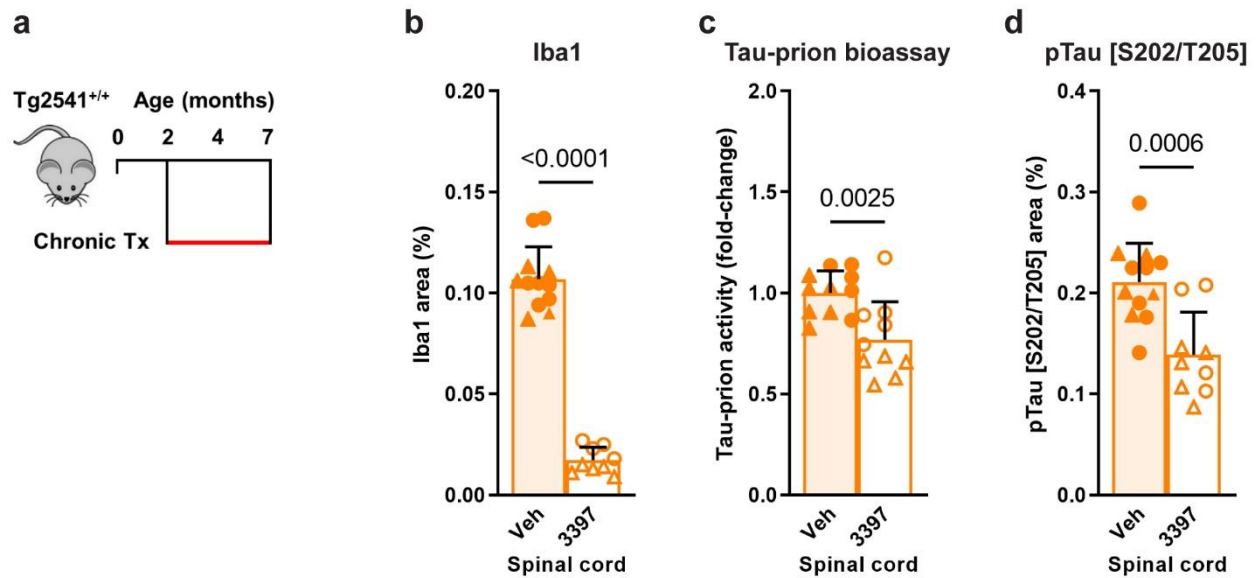 a
Tg2541+/+ Age (months)
0 2 4 7
Chronic Tx
b
Iba1
Iba1 area (%)
0.20
0.15
0.10
0.05
0.00
<0.0001
Veh
3397
Spinal cord
c
Tau-prion bioassay
Tau-prion activity (fold-change)
2.0
1.5
1.0
0.5
0.0
0.0025
Veh
3397
Spinal cord
d
pTau [S202/T205]
pTau [S202/T205] area (%)
0.4
0.3
0.2
0.1
0.0
0.0006
Veh
3397
Spinal cord